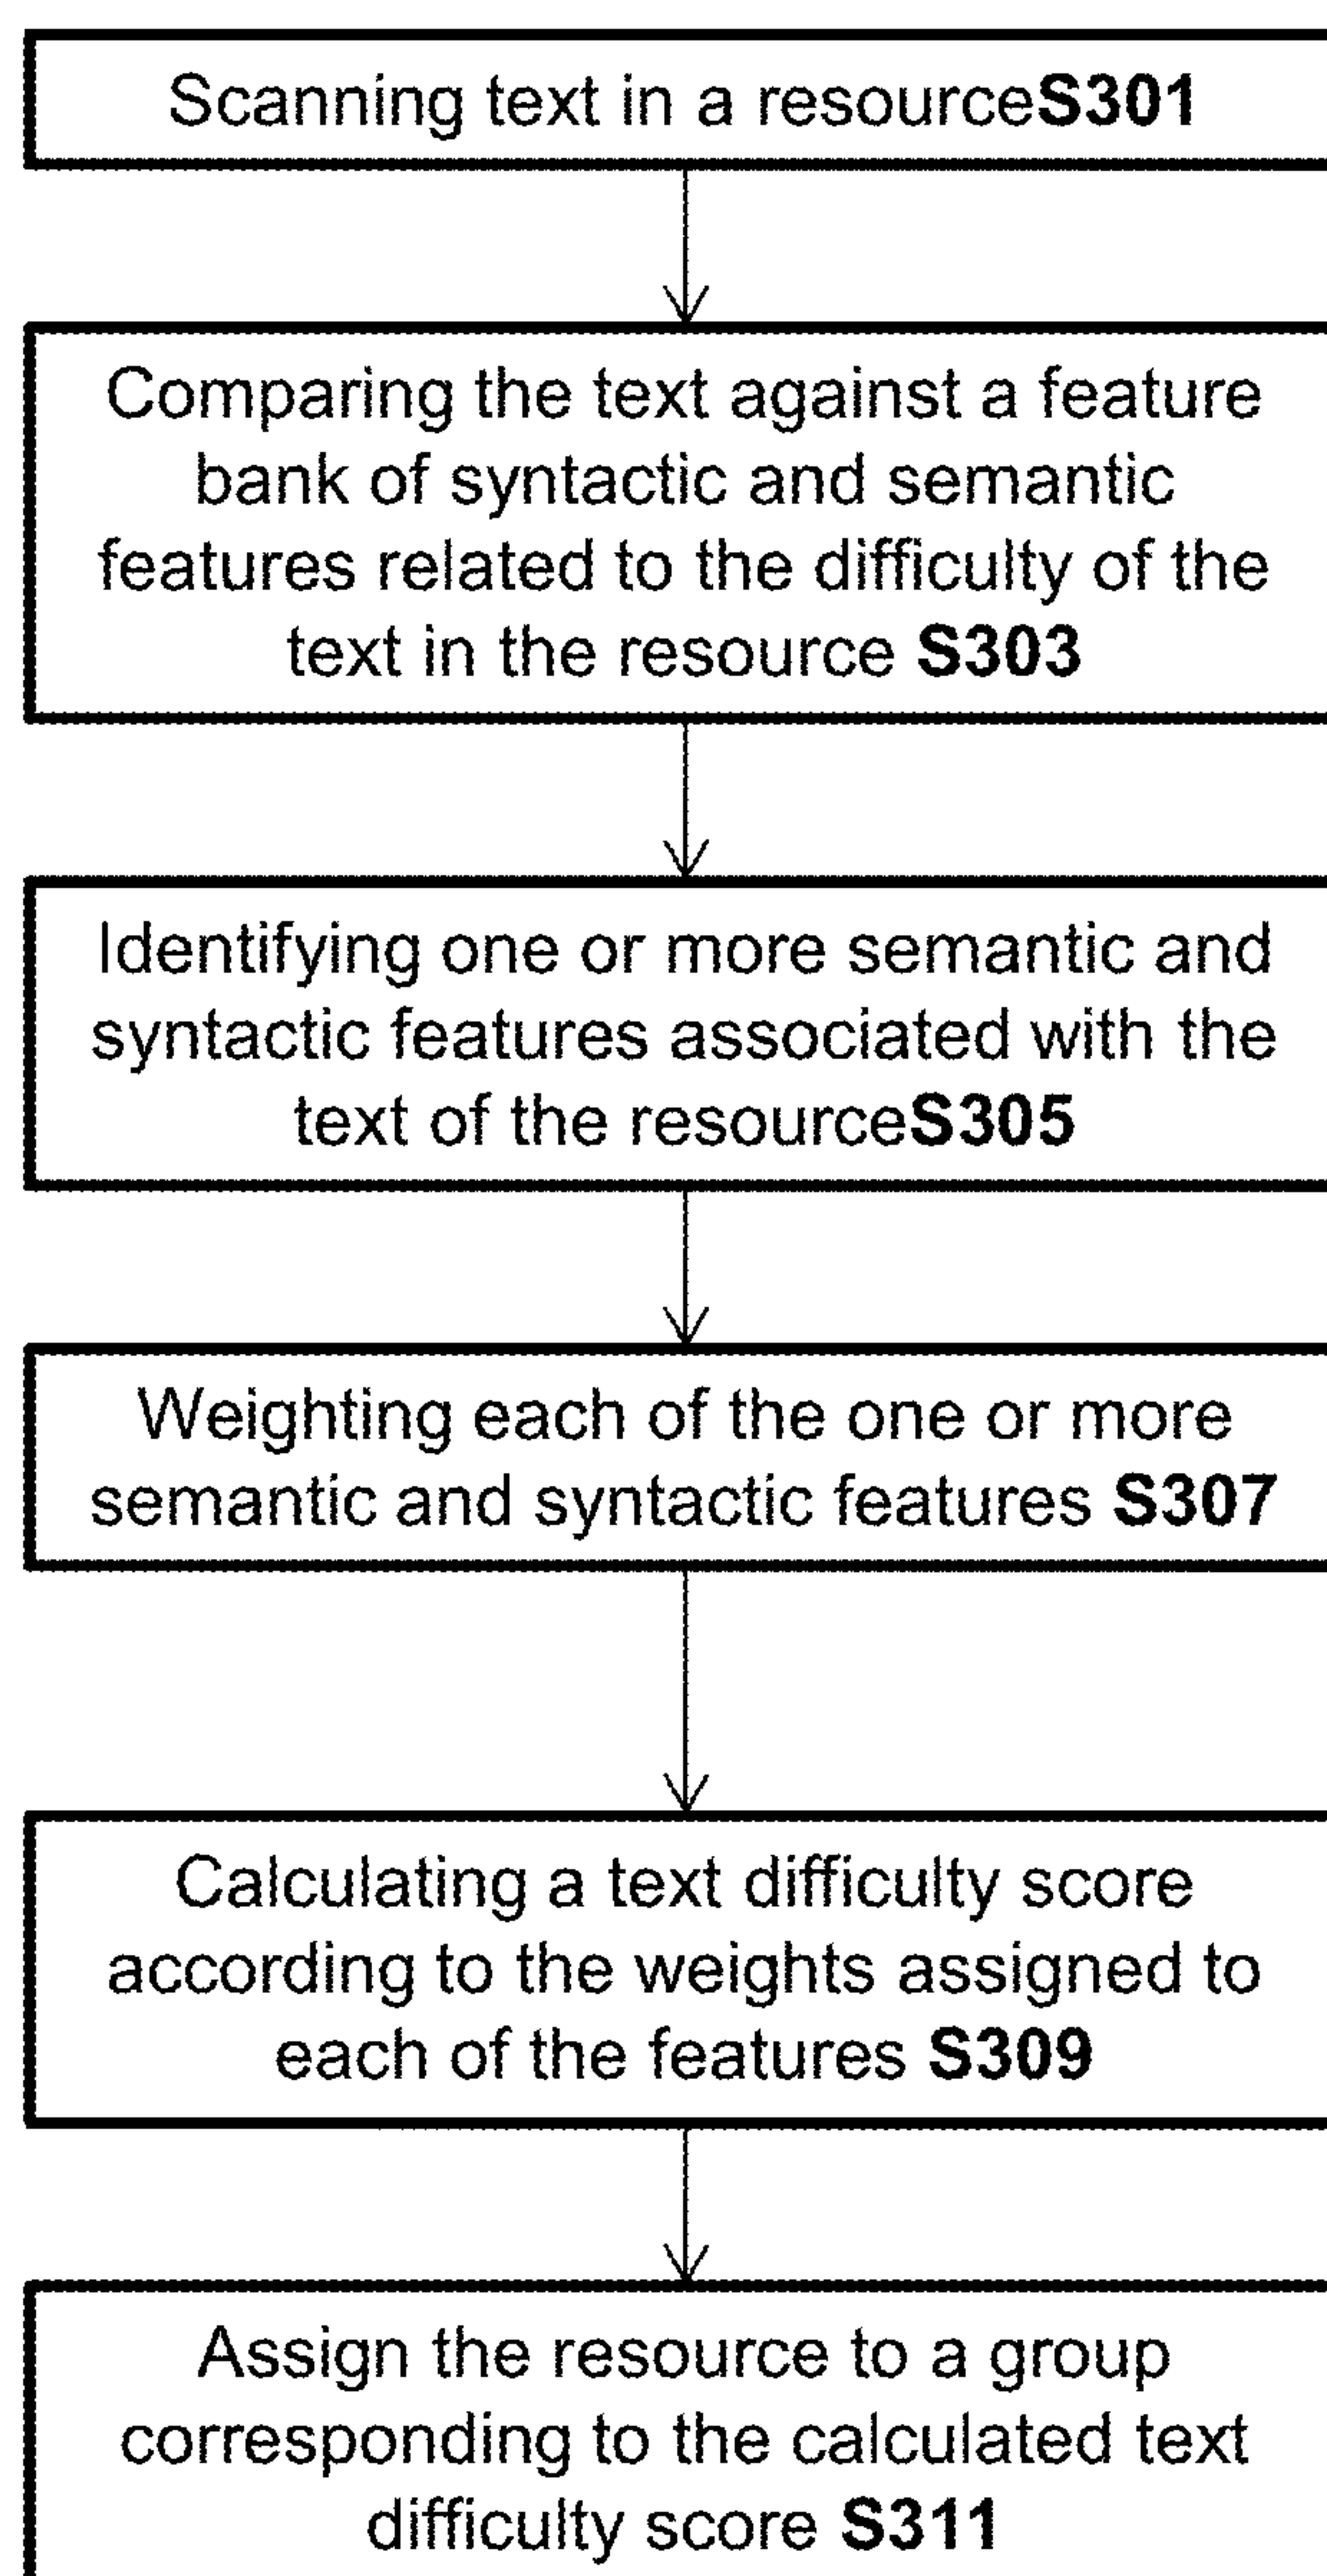 Scanning text in a resourceS301
Comparing the text against a feature
bank of syntactic and semantic
features related to the difficulty of the
text in the resource S303
Identifying one or more semantic and
syntactic features associated with the
text of the resourceS305
Weighting each of the one or more
semantic and syntactic features S307
Calculating a text difficulty score
according to the weights assigned to
each of the features S309
Assign the resource to a group
corresponding to the calculated text
difficulty score S311